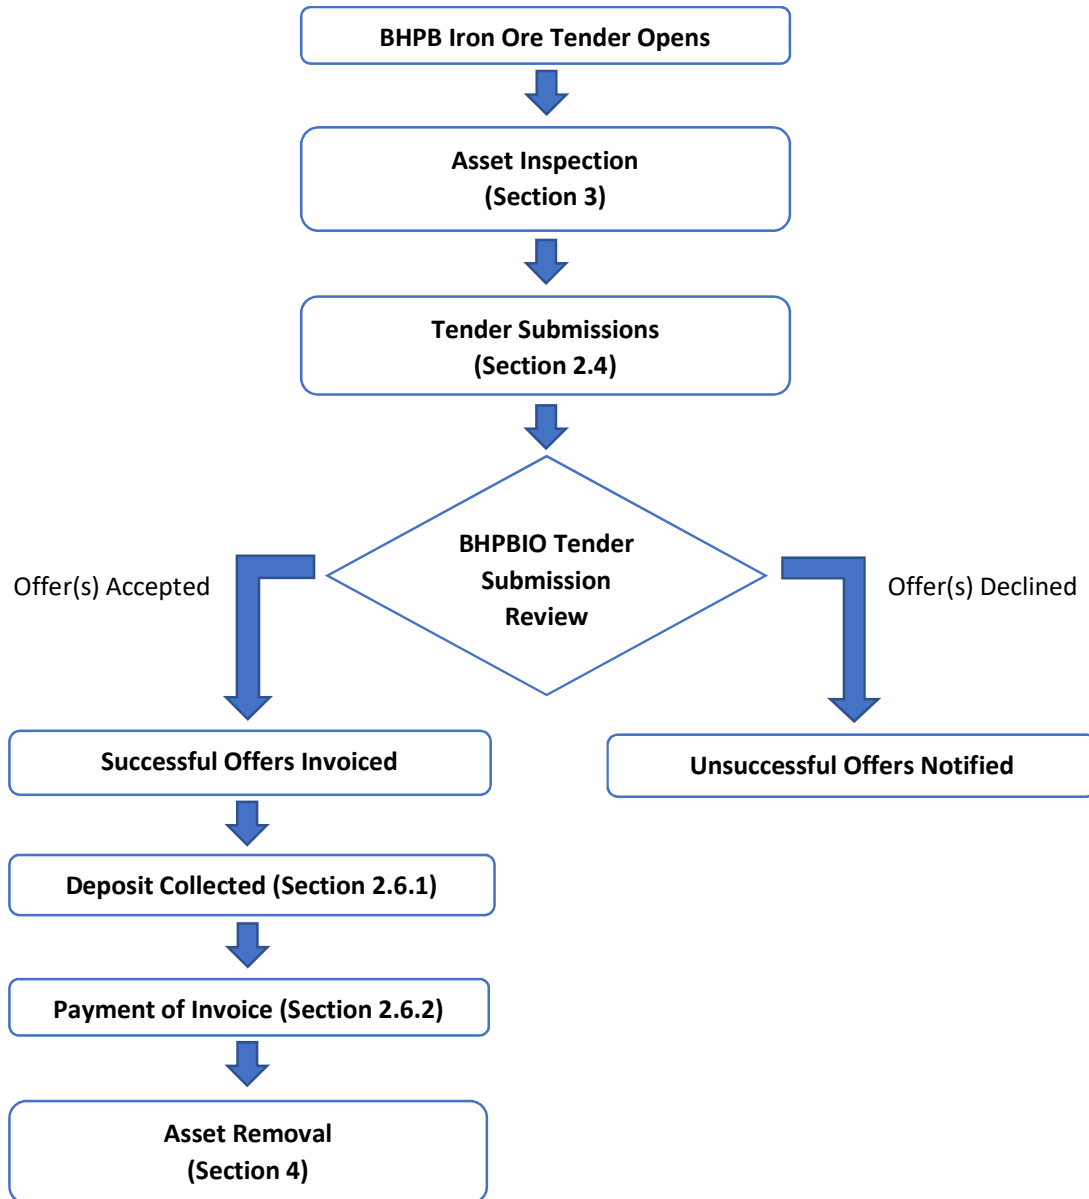 BHPB Iron Ore Tender Opens
Asset Inspection
(Section 3)
Tender Submissions
(Section 2.4)
BHPBIO Tender
Submission
Review
Offer(s) Accepted
Offer(s) Declined
Successful Offers Invoiced
Unsuccessful Offers Notified
Deposit Collected (Section 2.6.1)
Payment of Invoice (Section 2.6.2)
Asset Removal
(Section 4)